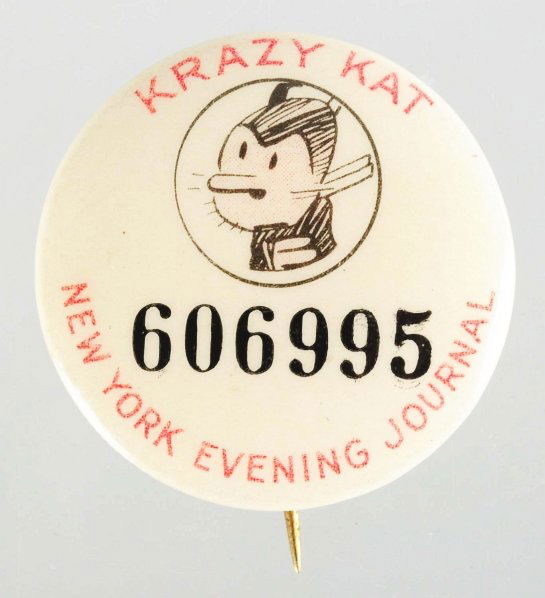 KRAZY KAT
606995
NEW YORK EVENING JOURNAL